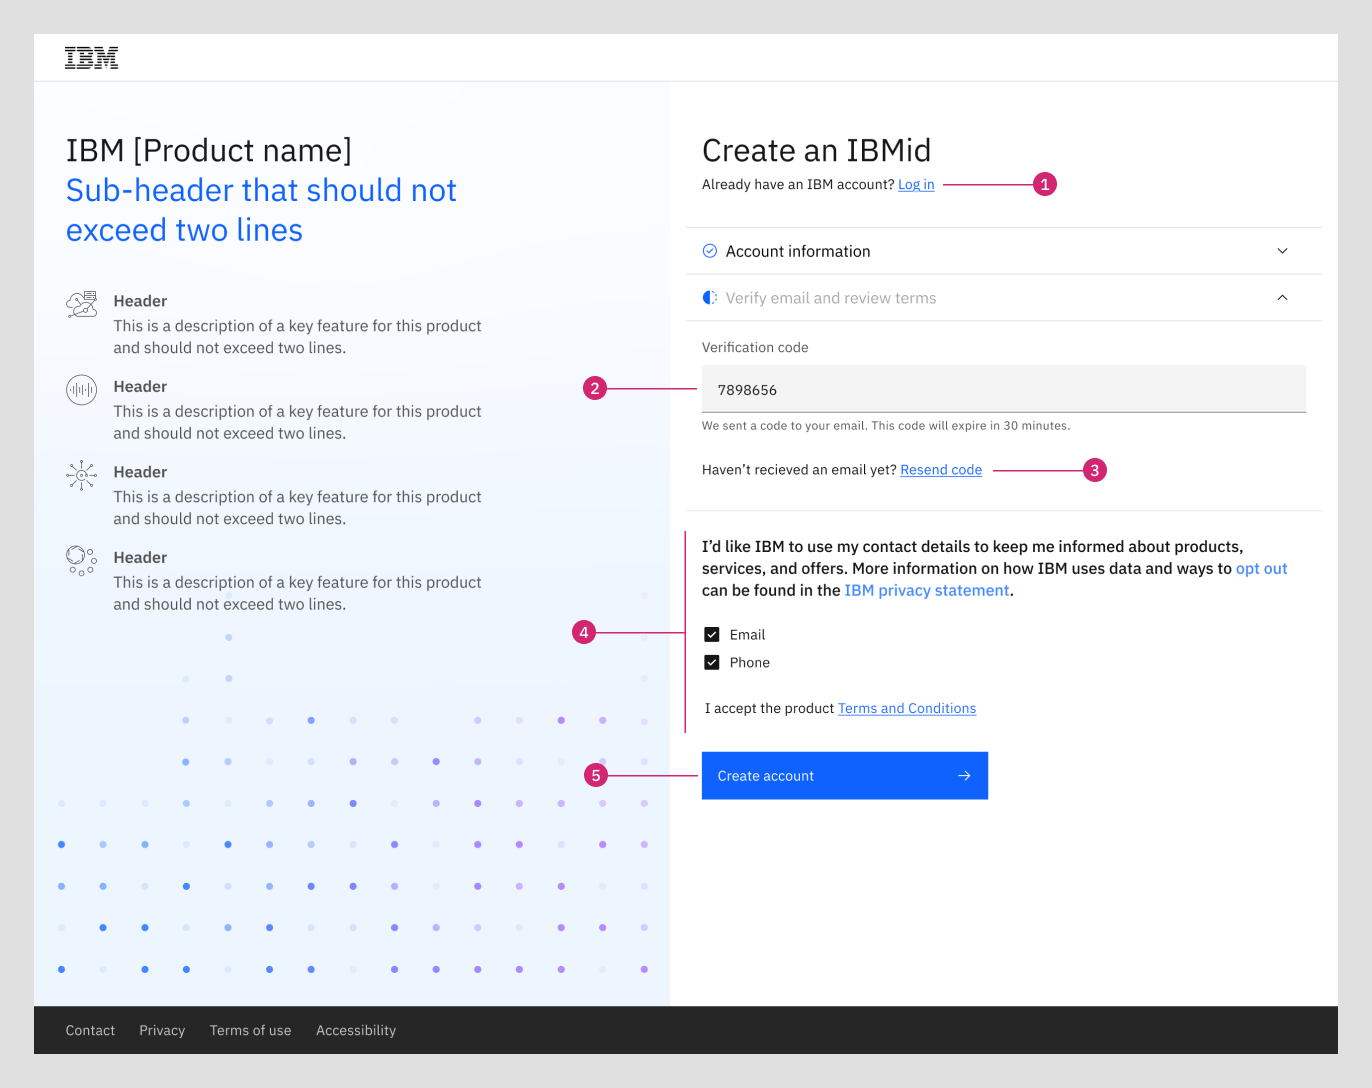 IBM
IBM [Product name]
Sub-header that should not
exceed two lines
Header
This is a description of a key feature for this product
and should not exceed two lines.
Header
This is a description of a key feature for this product
and should not exceed two lines.
Header
This is a description of a key feature for this product
and should not exceed two lines.
Header
This is a description of a key feature for this product
and should not exceed two lines.
Create an IBMid
Already have an IBM account? Log in
1
Account information
Verify email and review terms
Verification code
2
7898656
We sent a code to your email. This code will expire in 30 minutes.
Haven’t recieved an email yet? Resend code
3
I’d like IBM to use my contact details to keep me informed about products,
services, and offers. More information on how IBM uses data and ways to opt out
can be found in the IBM privacy statement.
4
Email
Phone
I accept the product Terms and Conditions
5
Create account
Contact Privacy Terms of use Accessibility